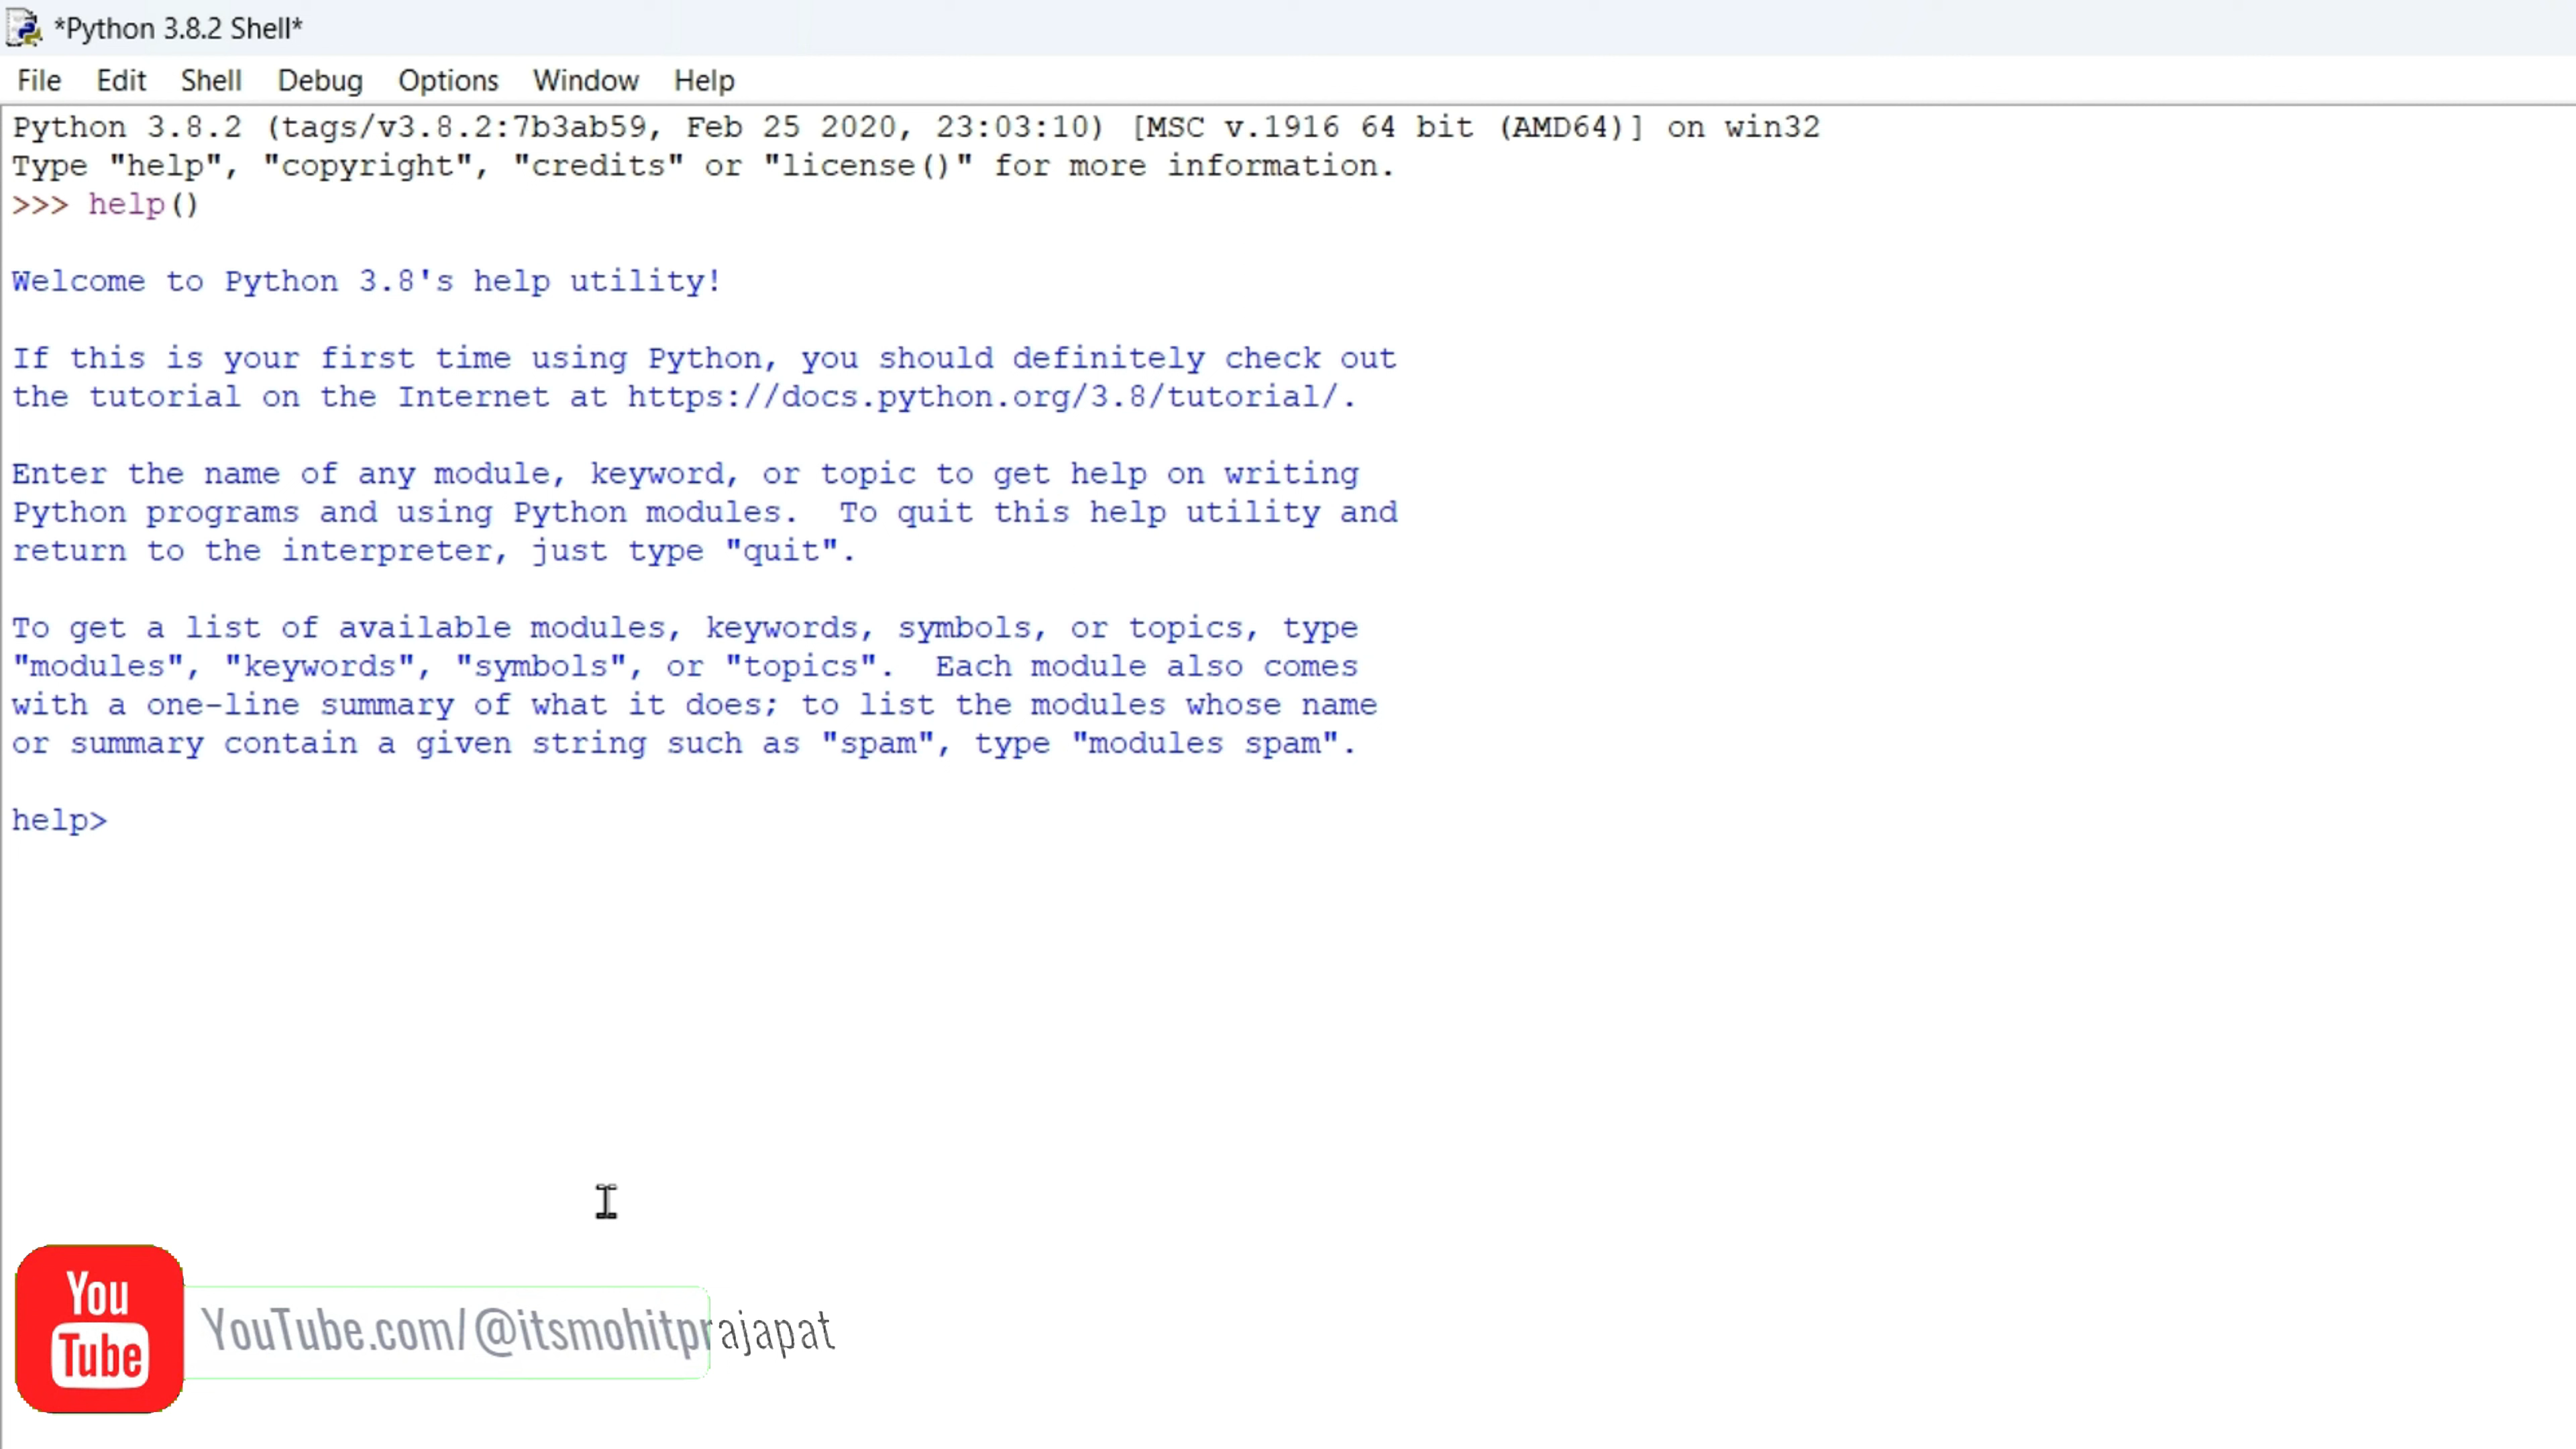 *Python 3.8.2 Shell*
File Edit Shell Debug Options Window Help
Python 3.8.2 (tags/v3.8.2:7b3ab59, Feb 25 2020, 23:03:10) [MSC v.1916 64 bit (AMD64)] on win32
Type "help", "copyright", "credits" or "license()" for more information.
>>> help()
Welcome to Python 3.8's help utility!
If this is your first time using Python, you should definitely check out
the tutorial on the Internet at https://docs.python.org/3.8/tutorial/.
Enter the name of any module, keyword, or topic to get help on writing
Python programs and using Python modules.  To quit this help utility and
return to the interpreter, just type "quit".
To get a list of available modules, keywords, symbols, or topics, type
"modules", "keywords", "symbols", or "topics".  Each module also comes
with a one-line summary of what it does; to list the modules whose name
or summary contain a given string such as "spam", type "modules spam".
help>
You
Tube
YouTube.com/@itsmohitprajapat